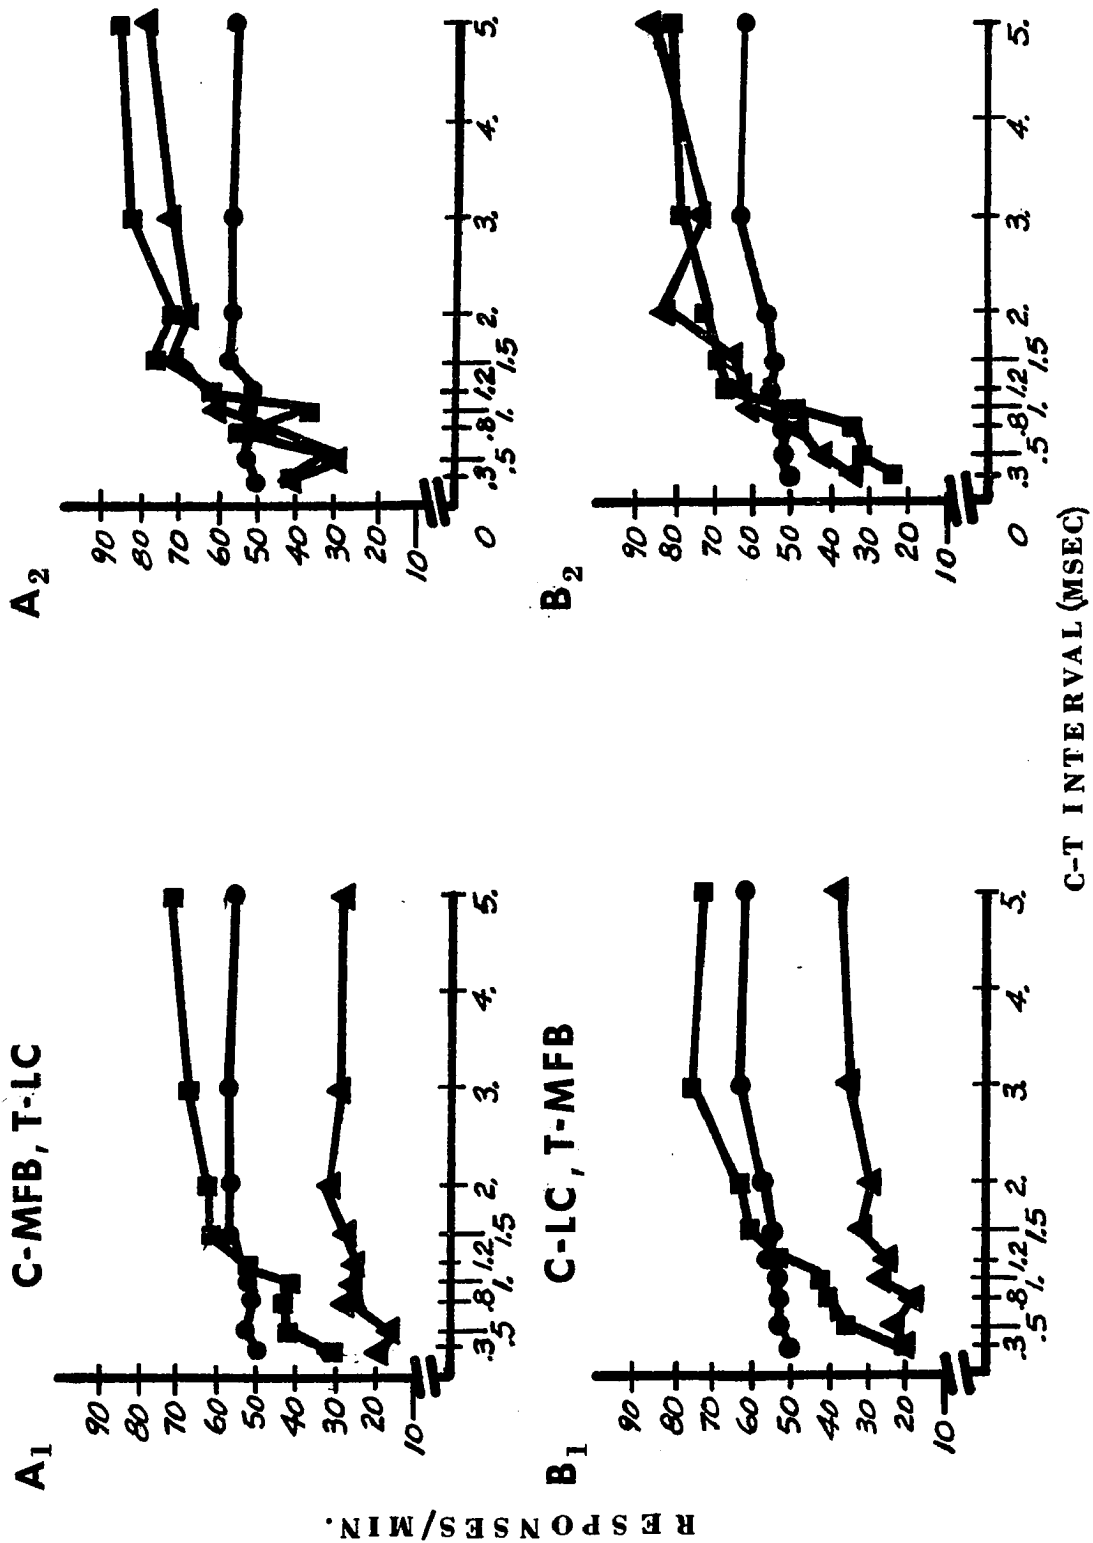 A1
C-MFB, T-LC
90
80
70
60
50
40
30
20
10
.3 .8 1.2 2. 3. 4. 5.
.5 1. 1.5
A2
90
80
70
60
50
40
30
20
10
0 .3 .8 1.2 2. 3. 4. 5.
.5 1. 1.5
B1
C-LC, T-MFB
90
80
70
60
50
40
30
20
10
.3 .8 1.2 2. 3. 4. 5.
.5 1. 1.5
B2
90
80
70
60
50
40
30
20
10
0 .3 .8 1.2 2. 3. 4. 5.
.5 1. 1.5
RESPONSES/MIN.
C-T INTERVAL (MSEC)